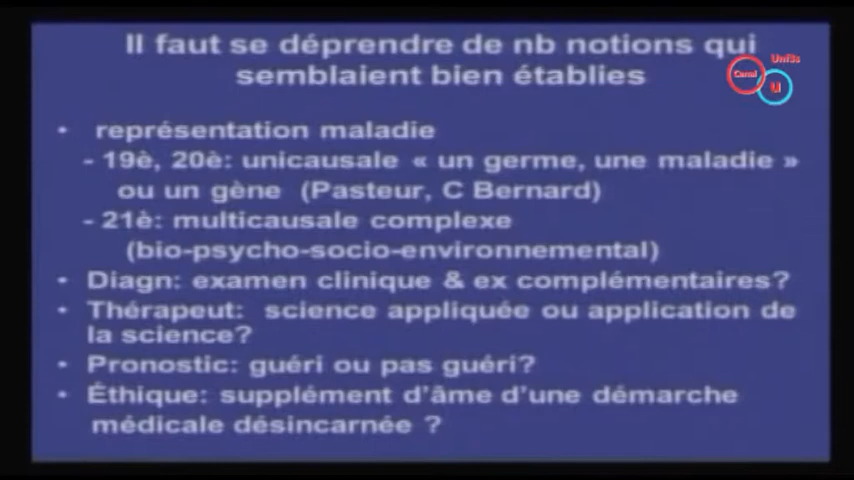 Il faut se déprendre de nb notions qui
semblaient bien établies
Uni3s
Canal
u
• représentation maladie
- 19è, 20è: unicausale « un germe, une maladie »
ou un gène (Pasteur, C Bernard)
- 21è: multicausale complexe
(bio-psycho-socio-environnemental)
• Diagn: examen clinique & ex complémentaires?
• Thérapeut: science appliquée ou application de
la science?
• Pronostic: guéri ou pas guéri?
• Éthique: supplément d'âme d'une démarche
médicale désincarnée ?